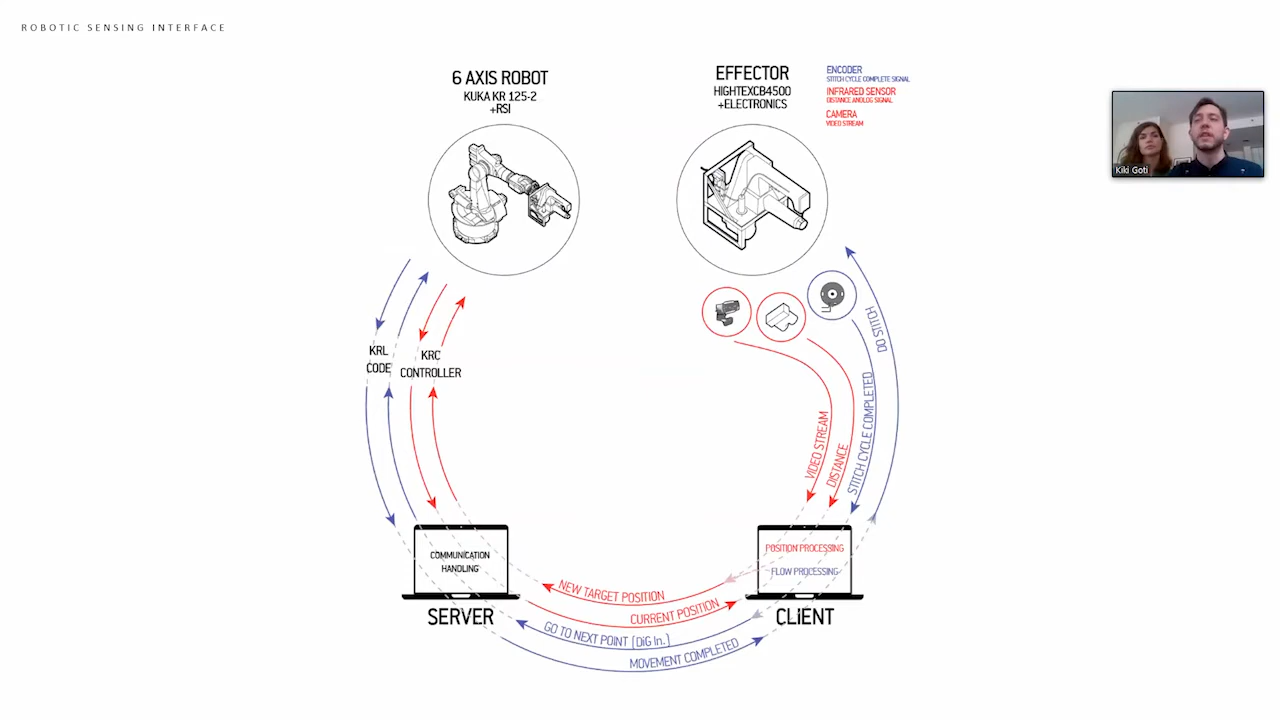 ROBOTIC SENSING INTERFACE
6 AXIS ROBOT
KUKA KR 125-2
+RSI
EFFECTOR
HIGHTEXCB4500
+ELECTRONICS
ENCODER
STITCH CYCLE COMPLETE SIGNAL
INFRARED SENSOR
DISTANCE ANALOG SIGNAL
CAMERA
VIDEO STREAM
Kiki Goti
KRL
CODE
KRC
CONTROLLER
DO STITCH
STITCH CYCLE COMPLETED
DISTANCE
VIDEO STREAM
COMMUNICATION
HANDLING
SERVER
POSITION PROCESSING
FLOW PROCESSING
CLIENT
NEW TARGET POSITION
CURRENT POSITION
GO TO NEXT POINT [DiG In.]
MOVEMENT COMPLETED